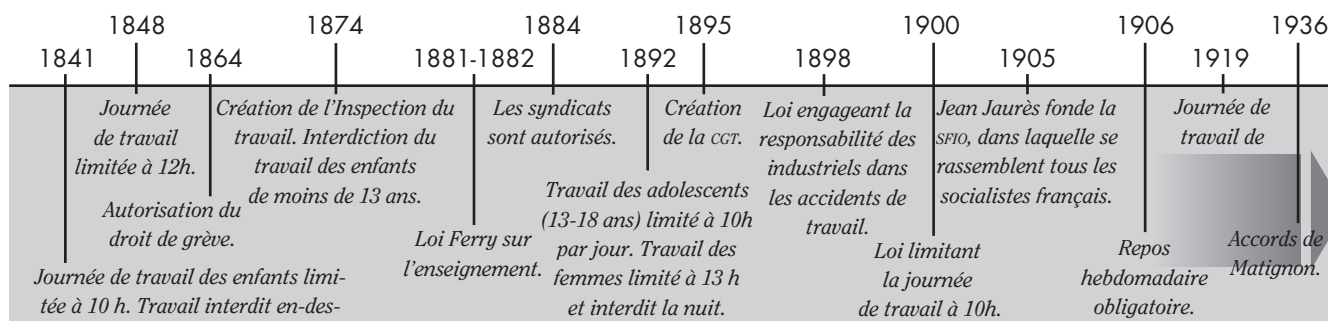 1848
1874
1884
1895
1900
1906
1936
1841
1864
1881-1882
1892
1898
1905
1919
Journée
de travail
limitée à 12h.
Création de l'Inspection du
travail. Interdiction du
travail des enfants
de moins de 13 ans.
Les syndicats
sont autorisés.
Création
de la CGT.
Loi engageant la
responsabilité des
industriels dans
les accidents de
travail.
Jean Jaurès fonde la
SFIO, dans laquelle se
rassemblent tous les
socialistes français.
Journée de
travail de
Autorisation du
droit de grève.
Loi Ferry sur
l'enseignement.
Travail des adolescents
(13-18 ans) limité à 10h
par jour. Travail des
femmes limité à 13 h
et interdit la nuit.
Loi limitant
la journée
de travail à 10h.
Repos
hebdomadaire
obligatoire.
Accords de
Matignon.
Journée de travail des enfants limi-
tée à 10 h. Travail interdit en-des-